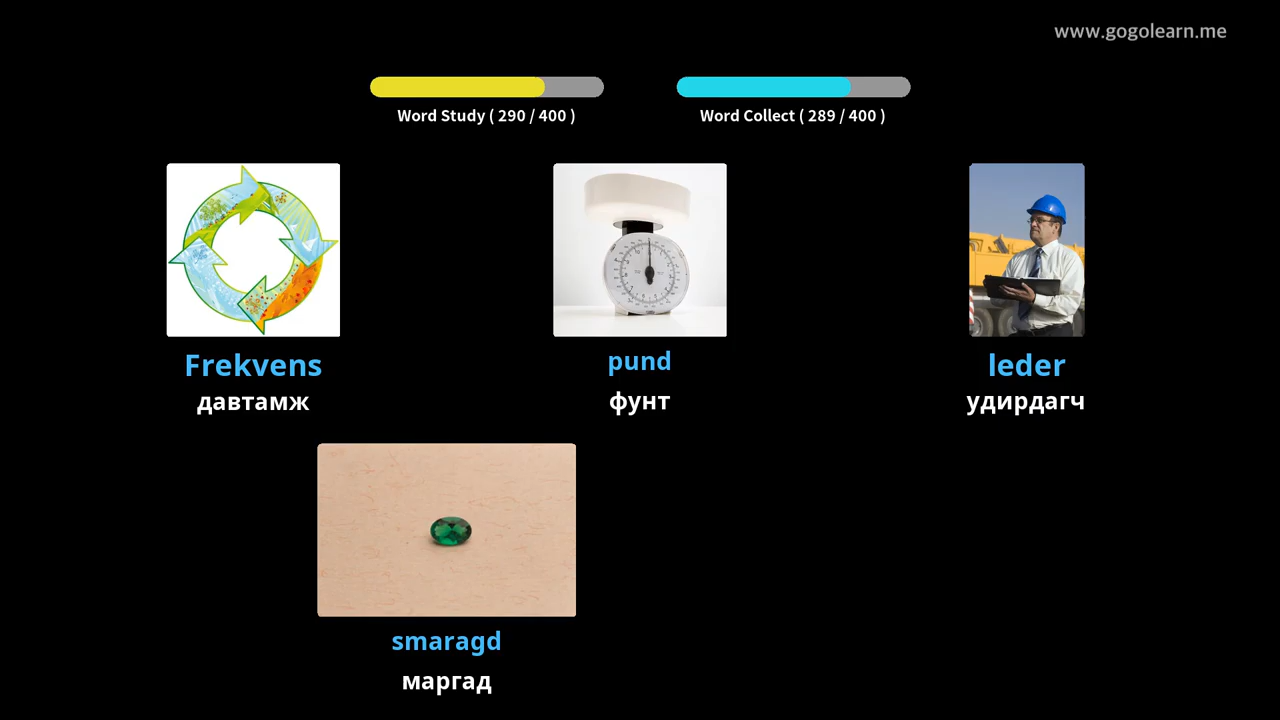 www.gogolearn.me
Word Study ( 290 / 400 )
Word Collect ( 289 / 400 )
Frekvens
давтамж
pund
фунт
leder
удирдагч
smaragd
маргад